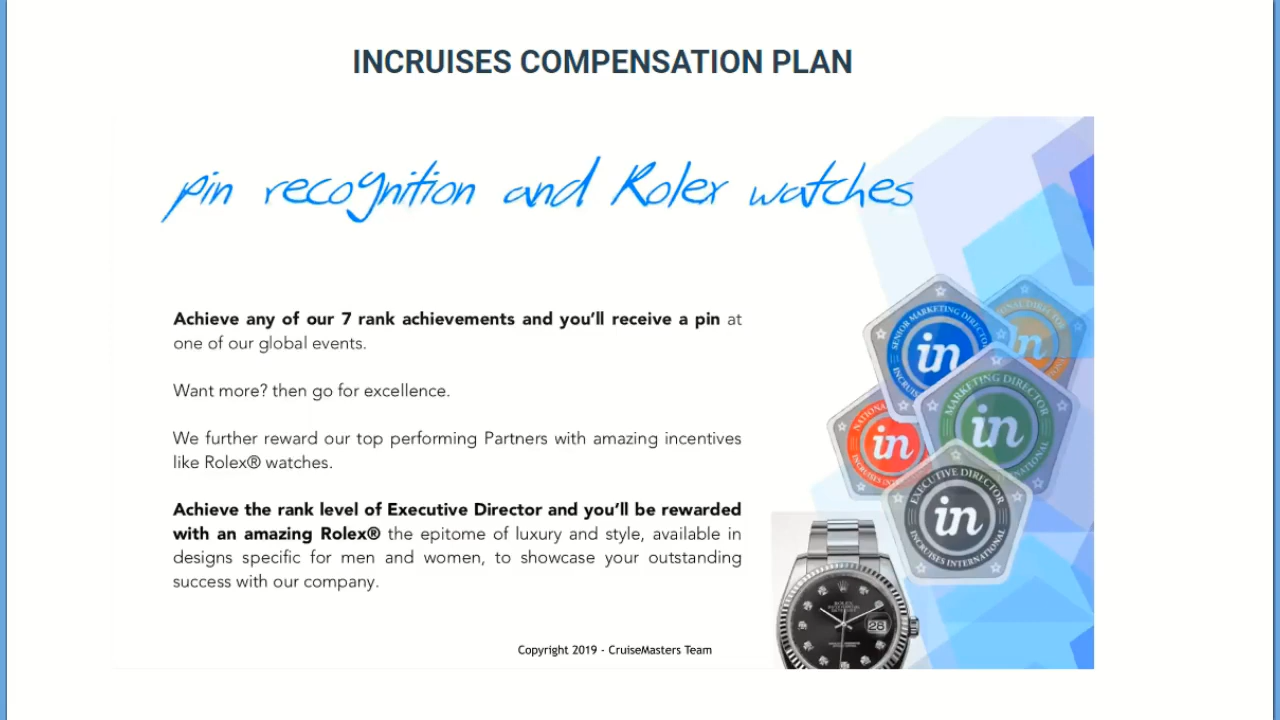 INCRUISES COMPENSATION PLAN
pin recognition and Rolex watches
Achieve any of our 7 rank achievements and you'll receive a pin at
one of our global events.
Want more? then go for excellence.
We further reward our top performing Partners with amazing incentives
like Rolex® watches.
Achieve the rank level of Executive Director and you'll be rewarded
with an amazing Rolex® the epitome of luxury and style, available in
designs specific for men and women, to showcase your outstanding
success with our company.
Copyright 2019 - CruiseMasters Team
SENIOR MARKETING DIRECTOR
in
in
MARKETING DIRECTOR
in
NATIONAL
in
INCRUISES INTERNATIONAL
EXECUTIVE DIRECTOR
in
INCRUISES INTERNATIONAL
ROLEX
28